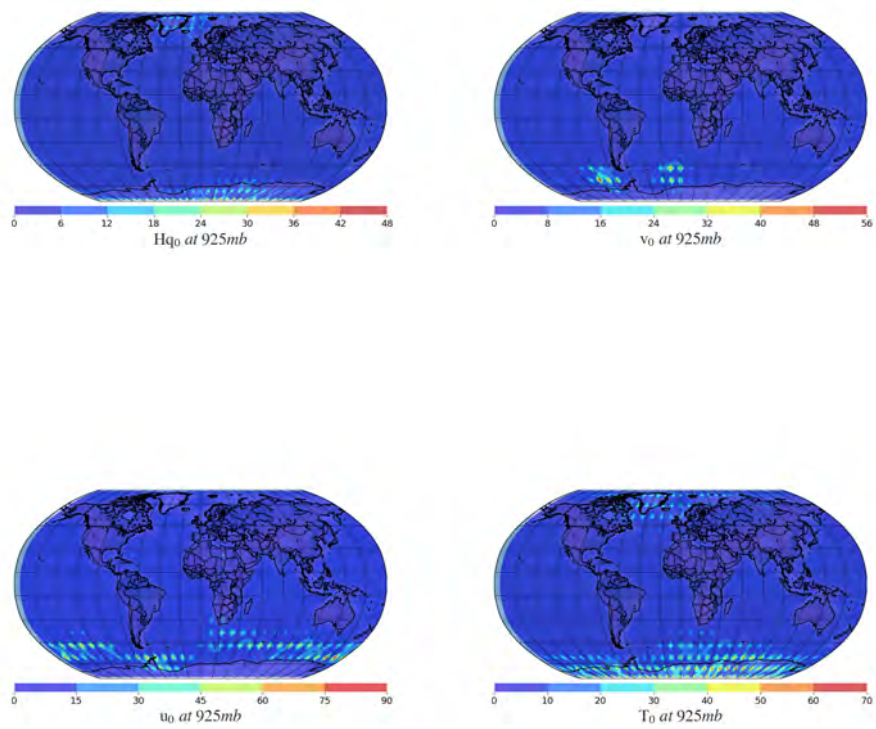 0 6 12 18 24 30 36 42 48
Hq₀ at 925mb
0 8 16 24 32 40 48 56
v₀ at 925mb
0 15 30 45 60 75 90
u₀ at 925mb
0 10 20 30 40 50 60 70
T₀ at 925mb